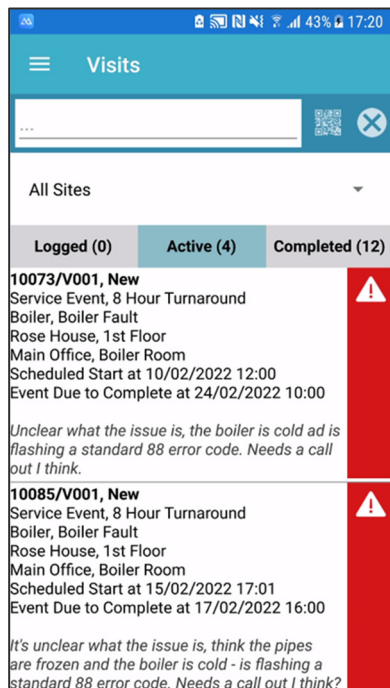 43% 17:20
Visits
...
All Sites
Logged (0) Active (4) Completed (12)
10073/V001, New
Service Event, 8 Hour Turnaround
Boiler, Boiler Fault
Rose House, 1st Floor
Main Office, Boiler Room
Scheduled Start at 10/02/2022 12:00
Event Due to Complete at 24/02/2022 10:00
Unclear what the issue is, the boiler is cold ad is
flashing a standard 88 error code. Needs a call
out I think.
10085/V001, New
Service Event, 8 Hour Turnaround
Boiler, Boiler Fault
Rose House, 1st Floor
Main Office, Boiler Room
Scheduled Start at 15/02/2022 17:01
Event Due to Complete at 17/02/2022 16:00
It's unclear what the issue is, think the pipes
are frozen and the boiler is cold - is flashing a
standard 88 error code. Needs a call out I think?